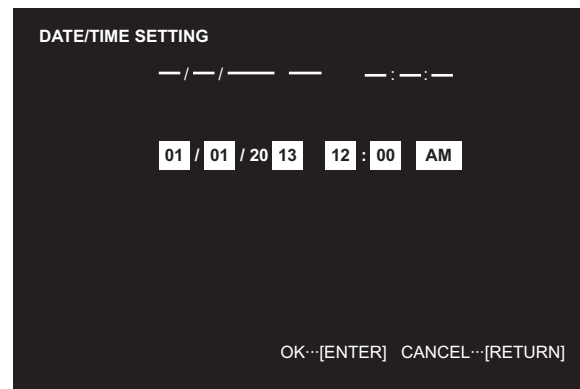 DATE/TIME SETTING
—/—/—— — —:—:—
01 / 01 / 20 13 12 : 00 AM
OK···[ENTER] CANCEL···[RETURN]